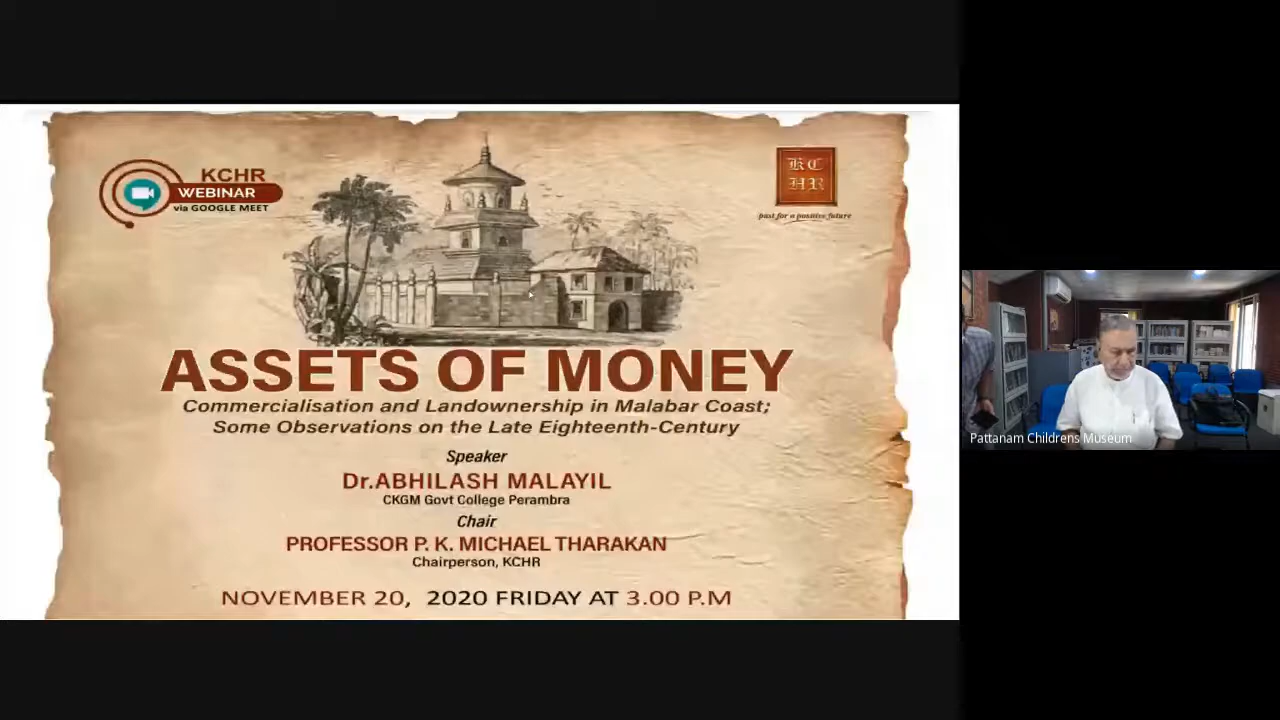 KCHR
WEBINAR
via GOOGLE MEET
KC
HR
past for a positive future
ASSETS OF MONEY
Commercialisation and Landownership in Malabar Coast;
Some Observations on the Late Eighteenth-Century
Speaker
Dr.ABHILASH MALAYIL
CKGM Govt College Perambra
Chair
PROFESSOR P. K. MICHAEL THARAKAN
Chairperson, KCHR
NOVEMBER 20, 2020 FRIDAY AT 3.00 P.M
Pattanam Childrens Museum